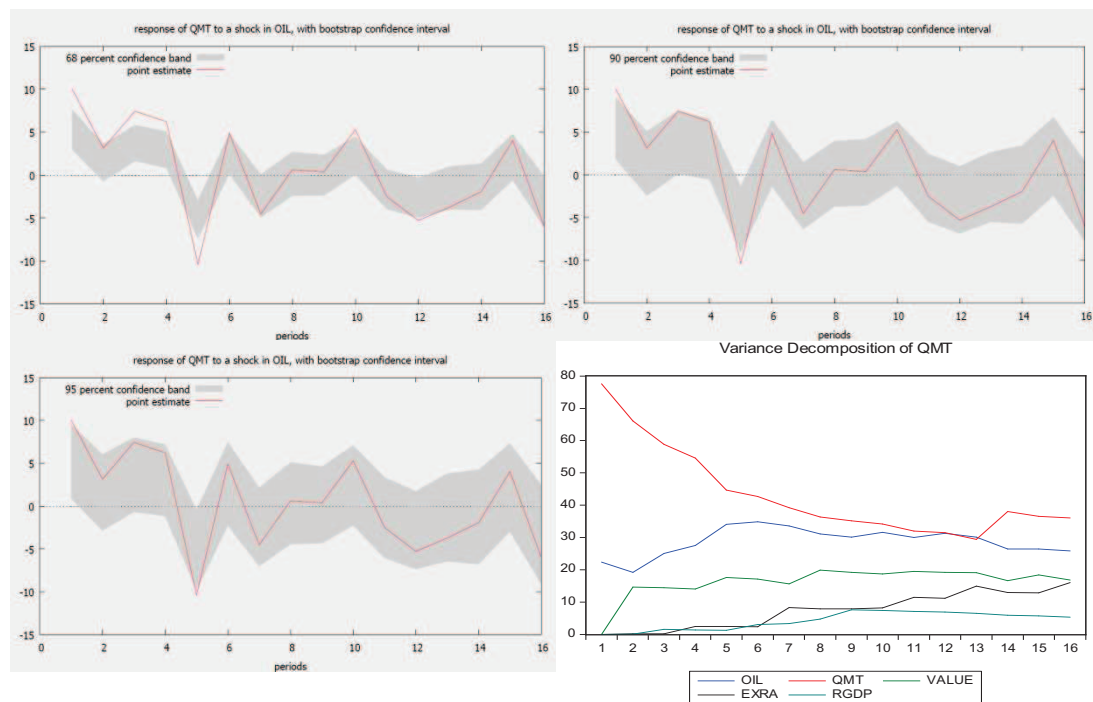 response of QMT to a shock in OIL, with bootstrap confidence interval
15
68 percent confidence band
point estimate
10
5
0
-5
-10
-15
0 2 4 6 8 10 12 14 16
periods
response of QMT to a shock in OIL, with bootstrap confidence interval
15
90 percent confidence band
point estimate
10
5
0
-5
-10
-15
0 2 4 6 8 10 12 14 16
periods
response of QMT to a shock in OIL, with bootstrap confidence interval
15
95 percent confidence band
point estimate
10
5
0
-5
-10
-15
0 2 4 6 8 10 12 14 16
periods
Variance Decomposition of QMT
80
70
60
50
40
30
20
10
0
1 2 3 4 5 6 7 8 9 10 11 12 13 14 15 16
OIL QMT VALUE
EXRA RGDP